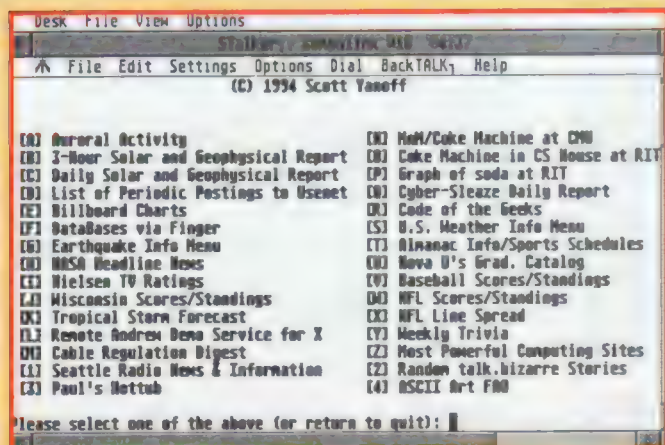 Desk File View Options
File Edit Settings Options Dial BackTALK Help
(C) 1994 Scott Yanoff
[A] Auroral Activity
[B] 3-Hour Solar and Geophysical Report
[C] Daily Solar and Geophysical Report
[D] List of Periodic Postings to Usenet
[E] Billboard Charts
[F] DataBases via Finger
[G] Earthquake Info Menu
[H] NASA Headline News
[I] Nielsen TV Ratings
[J] Wisconsin Scores/Standings
[K] Tropical Storm Forecast
[L] Remote Andrew Demo Service for X
[M] Cable Regulation Digest
[1] Seattle Radio News & Information
[3] Paul's Hottub
[N] M&M/Coke Machine at CMU
[O] Coke Machine in CS House at RIT
[P] Graph of soda at RIT
[Q] Cyber-Sleaze Daily Report
[R] Code of the Geeks
[S] U.S. Weather Info Menu
[T] Almanac Info/Sports Schedules
[U] Nova U's Grad. Catalog
[V] Baseball Scores/Standings
[W] NFL Scores/Standings
[X] NFL Line Spread
[Y] Weekly Trivia
[Z] Most Powerful Computing Sites
[2] Random talk.bizarre Stories
[4] ASCII Art FAQ
Please select one of the above (or return to quit):